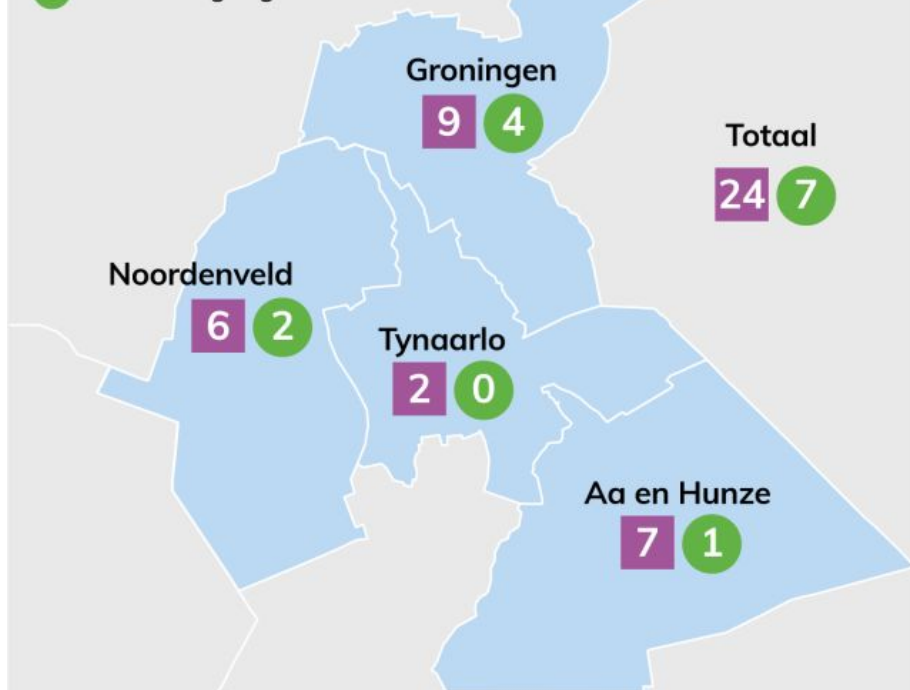 Groningen
9 4
Totaal
24 7
Noordenveld
6 2
Tynaarlo
2 0
Aa en Hunze
7 1